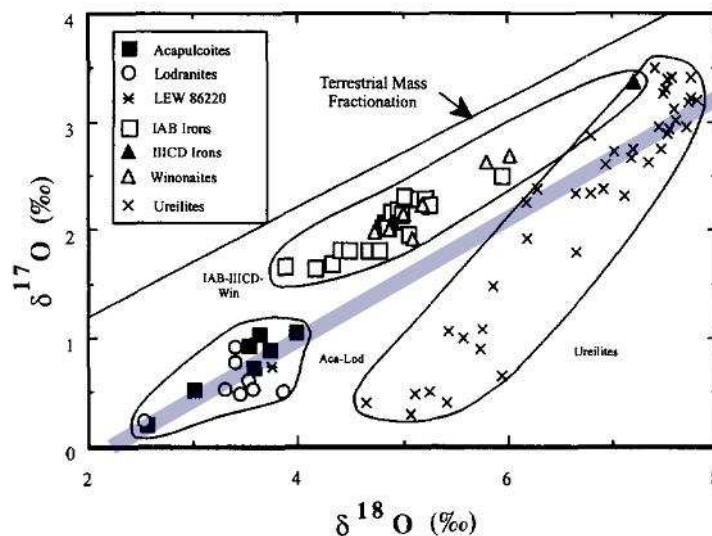 4
3
2
1
0
δ17O (‰)
Acapulcoites
Lodranites
LEW 86220
IAB Irons
IIICD Irons
Winonaites
Ureilites
Terrestrial Mass
Fractionation
IAB-IIICD-
Win
Aca-Lod
Ureilites
2
4
6
8
δ18O (‰)